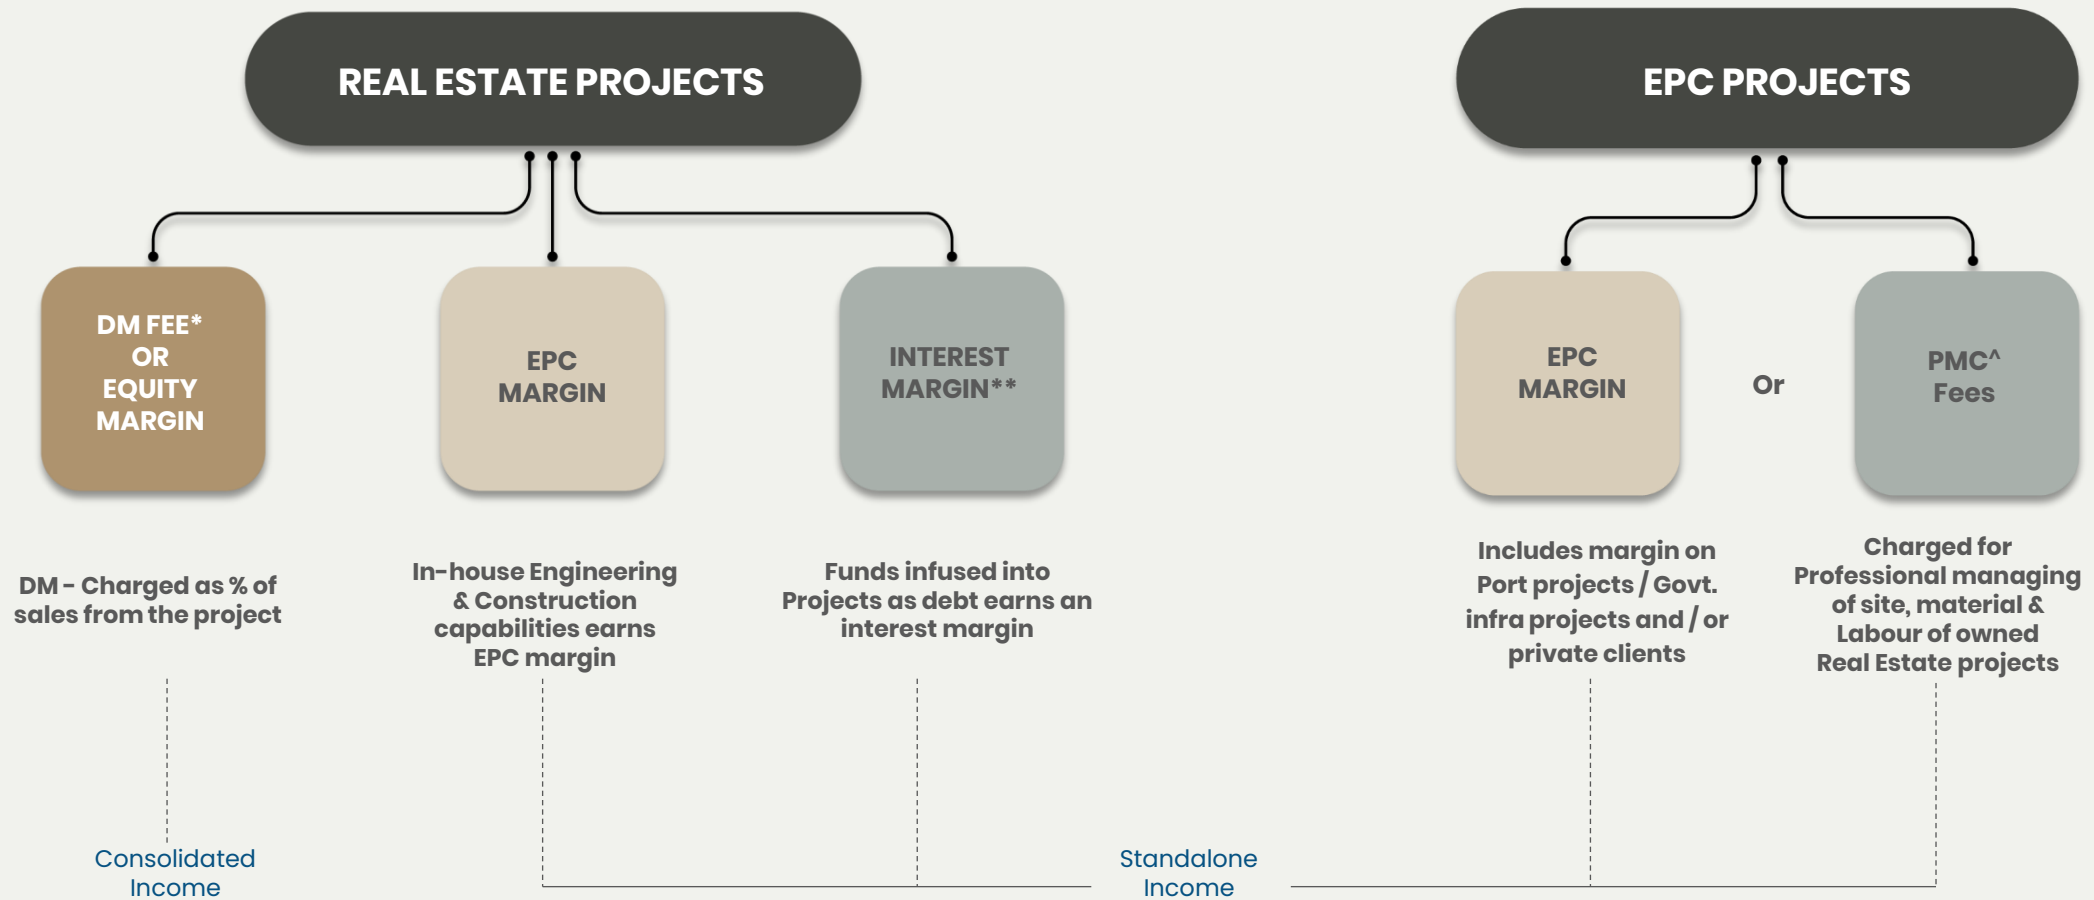 REAL ESTATE PROJECTS
EPC PROJECTS
DM FEE*
OR
EQUITY
MARGIN
EPC
MARGIN
INTEREST
MARGIN**
EPC
MARGIN
Or
PMC^
Fees
DM – Charged as % of
sales from the project
In-house Engineering
& Construction
capabilities earns
EPC margin
Funds infused into
Projects as debt earns an
interest margin
Includes margin on
Port projects / Govt.
infra projects and / or
private clients
Charged for
Professional managing
of site, material &
Labour of owned
Real Estate projects
Consolidated
Income
Standalone
Income